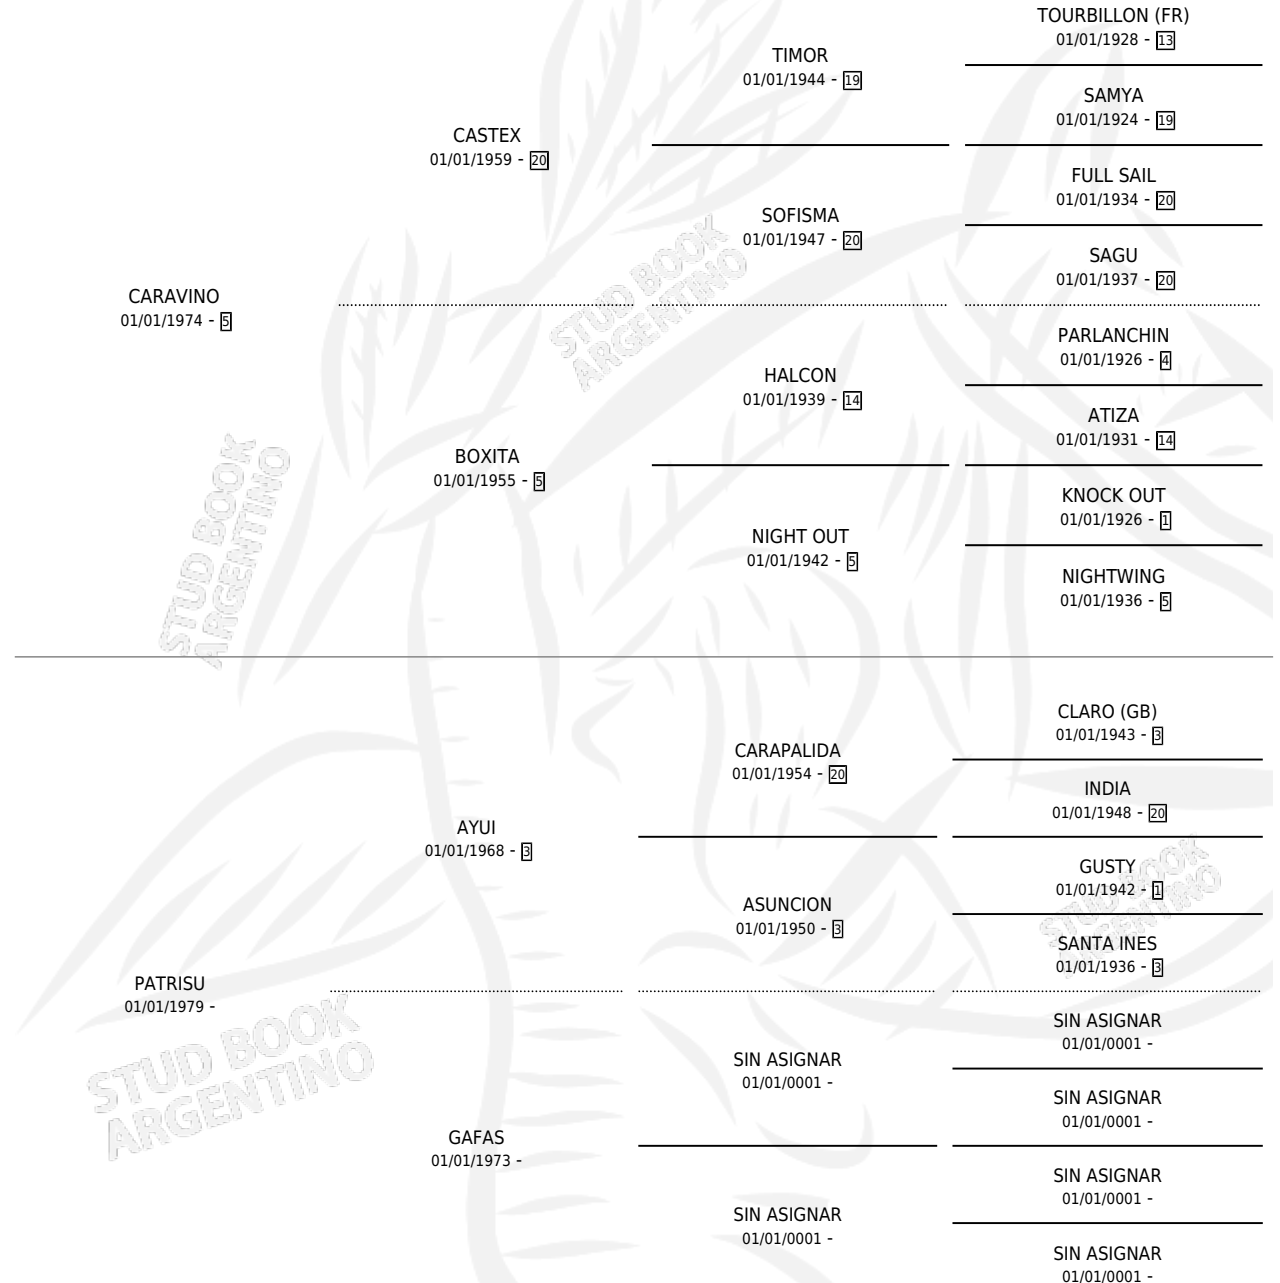 TOURBILLON (FR)
01/01/1928 - 13
TIMOR
01/01/1944 - 19
SAMYA
01/01/1924 - 19
CASTEX
01/01/1959 - 20
FULL SAIL
01/01/1934 - 20
SOFISMA
01/01/1947 - 20
SAGU
01/01/1937 - 20
STUD BOOK
ARGENTINO
CARAVINO
01/01/1974 - 5
PARLANCHIN
01/01/1926 - 4
HALCON
01/01/1939 - 14
ATIZA
01/01/1931 - 14
BOXITA
01/01/1955 - 5
KNOCK OUT
01/01/1926 - 1
NIGHT OUT
01/01/1942 - 5
NIGHTWING
01/01/1936 - 5
STUD BOOK
ARGENTINO
CLARO (GB)
01/01/1943 - 3
CARAPALIDA
01/01/1954 - 20
INDIA
01/01/1948 - 20
AYUI
01/01/1968 - 3
GUSTY
01/01/1942 - 1
ASUNCION
01/01/1950 - 3
SANTA INES
01/01/1936 - 3
STUD BOOK
ARGENTINO
PATRISU
01/01/1979 -
SIN ASIGNAR
01/01/0001 -
SIN ASIGNAR
01/01/0001 -
SIN ASIGNAR
01/01/0001 -
STUD BOOK
ARGENTINO
GAFAS
01/01/1973 -
SIN ASIGNAR
01/01/0001 -
SIN ASIGNAR
01/01/0001 -
SIN ASIGNAR
01/01/0001 -